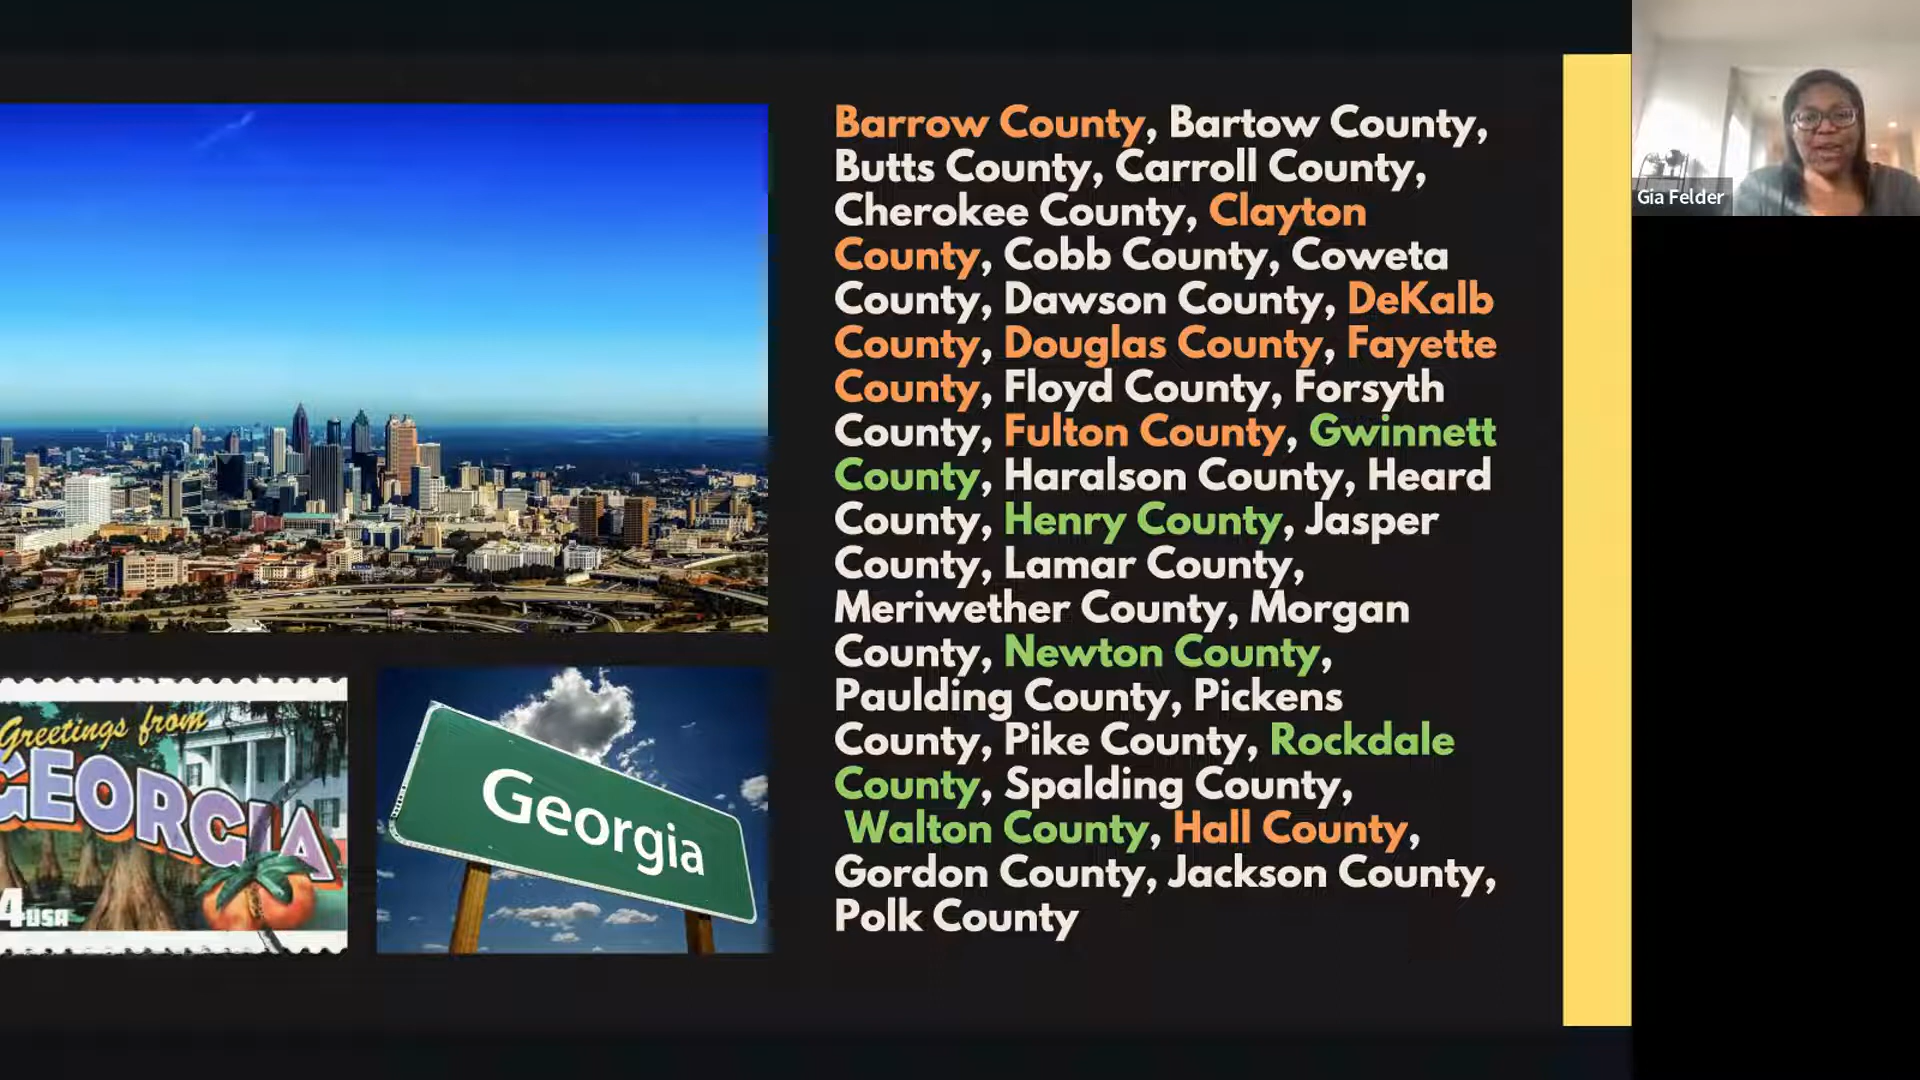 Barrow County, Bartow County,
Butts County, Carroll County,
Cherokee County, Clayton
County, Cobb County, Coweta
County, Dawson County, DeKalb
County, Douglas County, Fayette
County, Floyd County, Forsyth
County, Fulton County, Gwinnett
County, Haralson County, Heard
County, Henry County, Jasper
County, Lamar County,
Meriwether County, Morgan
County, Newton County,
Paulding County, Pickens
County, Pike County, Rockdale
County, Spalding County,
Walton County, Hall County,
Gordon County, Jackson County,
Polk County
Greetings from
GEORGIA
4USA
Georgia
Gia Felder